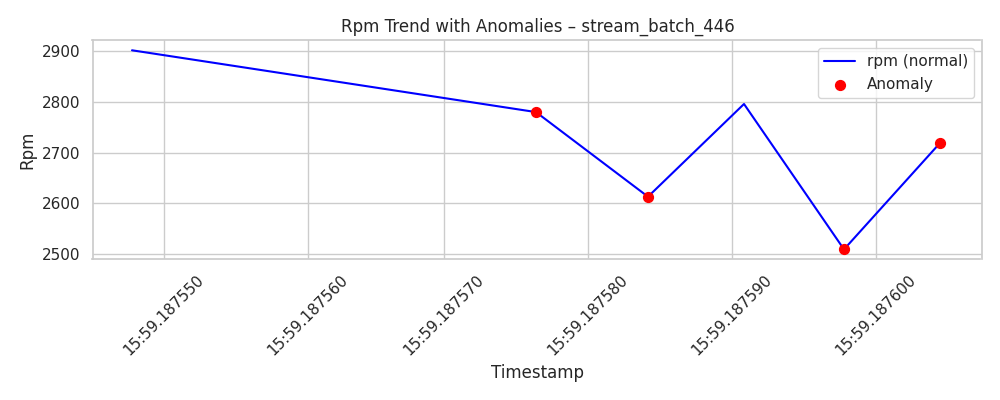 Rpm Trend with Anomalies – stream_batch_446
rpm (normal)
Anomaly
Rpm
2900
2800
2700
2600
2500
15:59.187550
15:59.187560
15:59.187570
15:59.187580
15:59.187590
15:59.187600
Timestamp